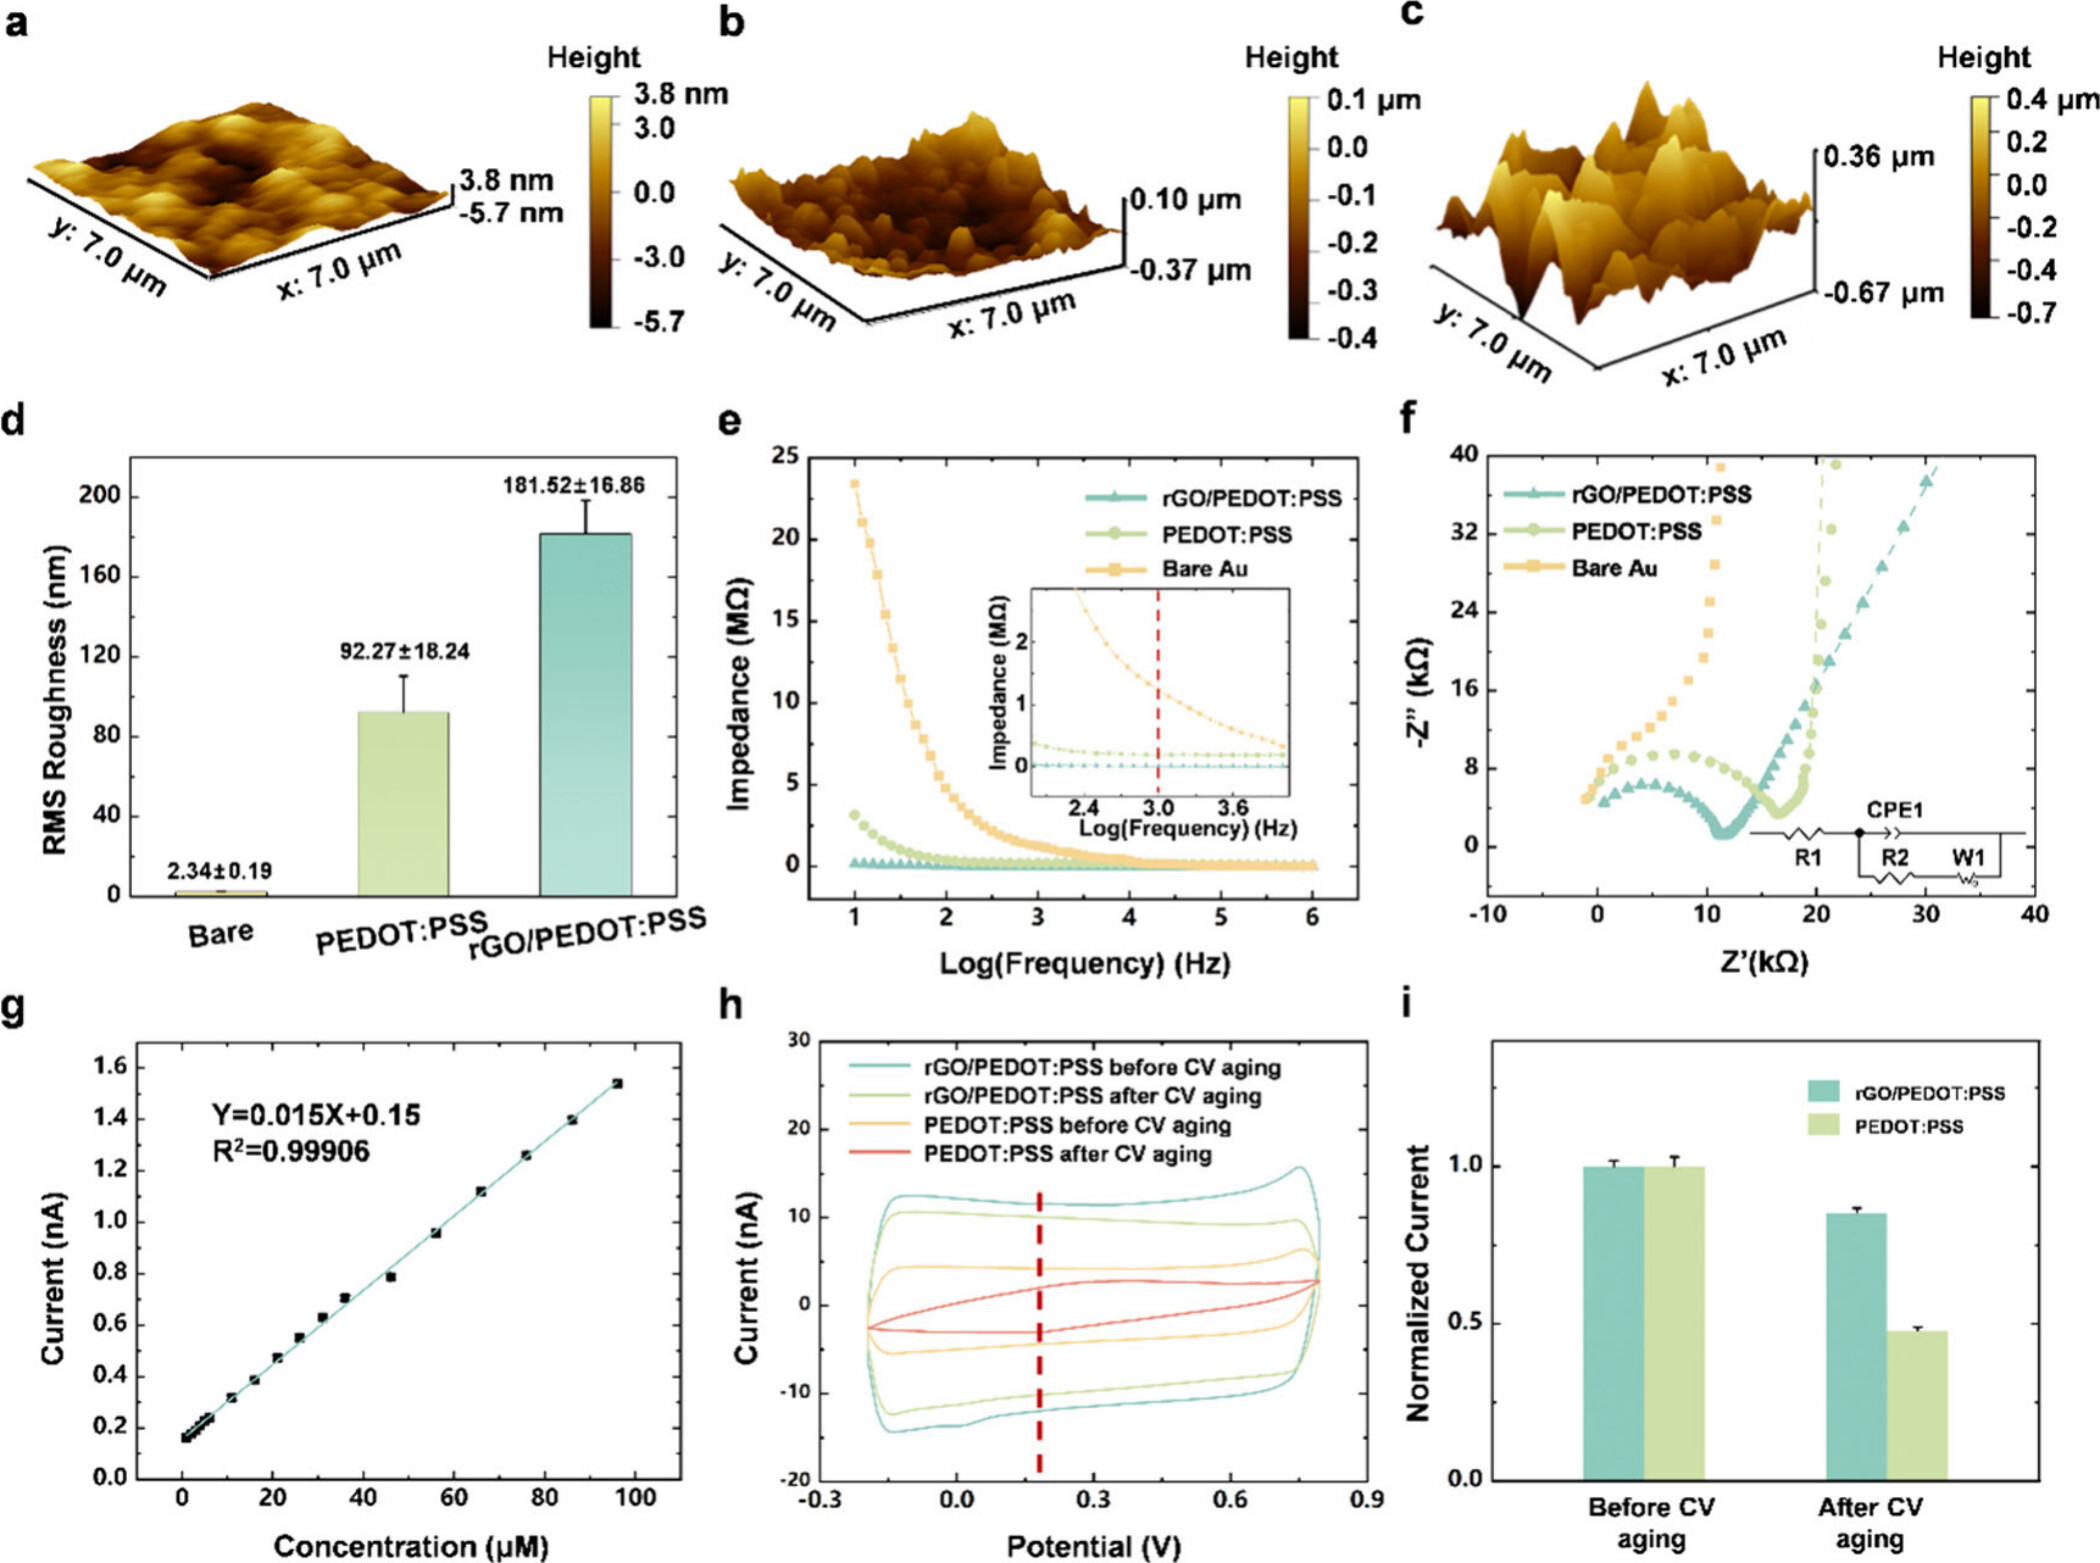 a
Height
3.8 nm
3.0
0.0
-3.0
-5.7
3.8 nm
-5.7 nm
y: 7.0 µm
x: 7.0 µm
b
Height
0.1 µm
0.0
-0.1
-0.2
-0.3
-0.4
0.10 µm
-0.37 µm
y: 7.0 µm
x: 7.0 µm
c
Height
0.4 µm
0.2
0.0
-0.2
-0.4
-0.7
0.36 µm
-0.67 µm
y: 7.0 µm
x: 7.0 µm
d
RMS Roughness (nm)
200
160
120
80
40
0
2.34±0.19
92.27±18.24
181.52±16.86
Bare
PEDOT:PSS
rGO/PEDOT:PSS
e
Impedance (MΩ)
25
20
15
10
5
0
rGO/PEDOT:PSS
PEDOT:PSS
Bare Au
Impedance (MΩ)
2
1
0
2.4 3.0 3.6
Log(Frequency) (Hz)
1 2 3 4 5 6
Log(Frequency) (Hz)
f
-Z’’ (kΩ)
40
32
24
16
8
0
rGO/PEDOT:PSS
PEDOT:PSS
Bare Au
CPE1
R1 R2 W1
-10 0 10 20 30 40
Z’(kΩ)
g
Current (nA)
1.6
1.4
1.2
1.0
0.8
0.6
0.4
0.2
0.0
Y=0.015X+0.15
R²=0.99906
0 20 40 60 80 100
Concentration (µM)
h
Current (nA)
30
20
10
0
-10
-20
rGO/PEDOT:PSS before CV aging
rGO/PEDOT:PSS after CV aging
PEDOT:PSS before CV aging
PEDOT:PSS after CV aging
-0.3 0.0 0.3 0.6 0.9
Potential (V)
i
Normalized Current
1.0
0.5
0.0
rGO/PEDOT:PSS
PEDOT:PSS
Before CV
aging
After CV
aging